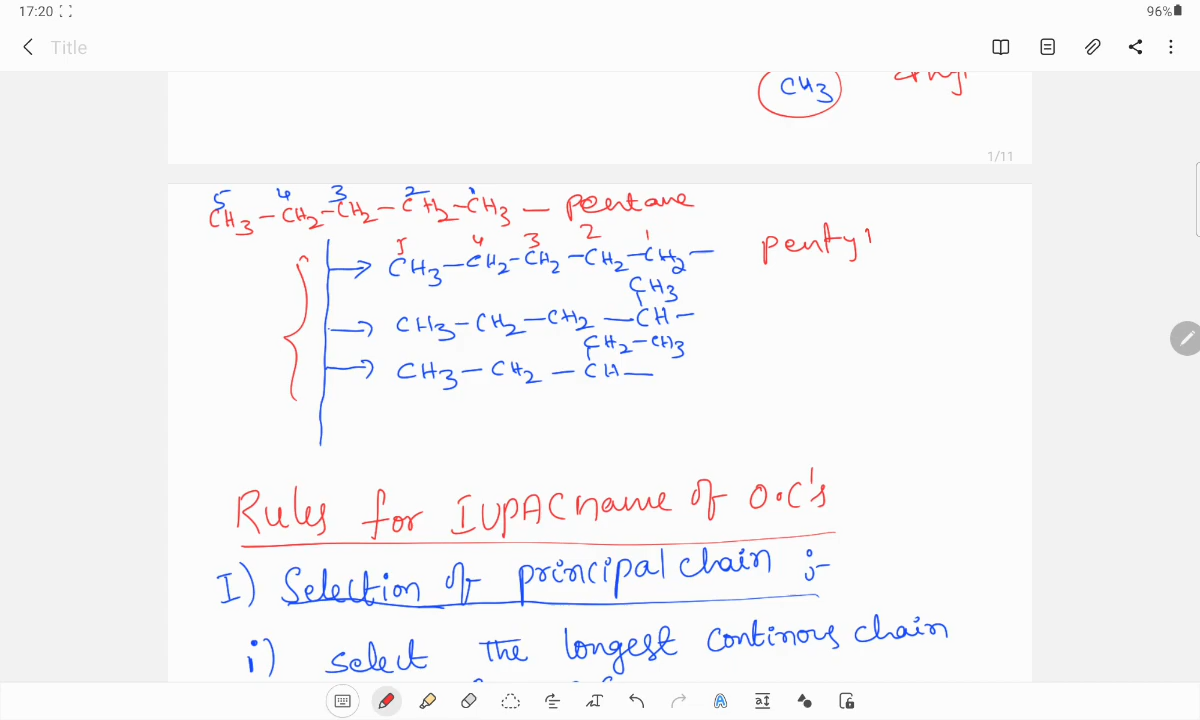 17:20 96%
Title
CH3
1/11
5 4 3 2 1
CH3-CH2-CH2-CH2-CH3 - Pentane
5 4 3 2 1
CH3-CH2-CH2-CH2-CH2- pentyl
CH3
CH3-CH2-CH2-CH-
CH2-CH3
CH3-CH2-CH-
Rules for IUPAC name of O.C's
I) Selection of principal chain :-
i) select the longest continous chain